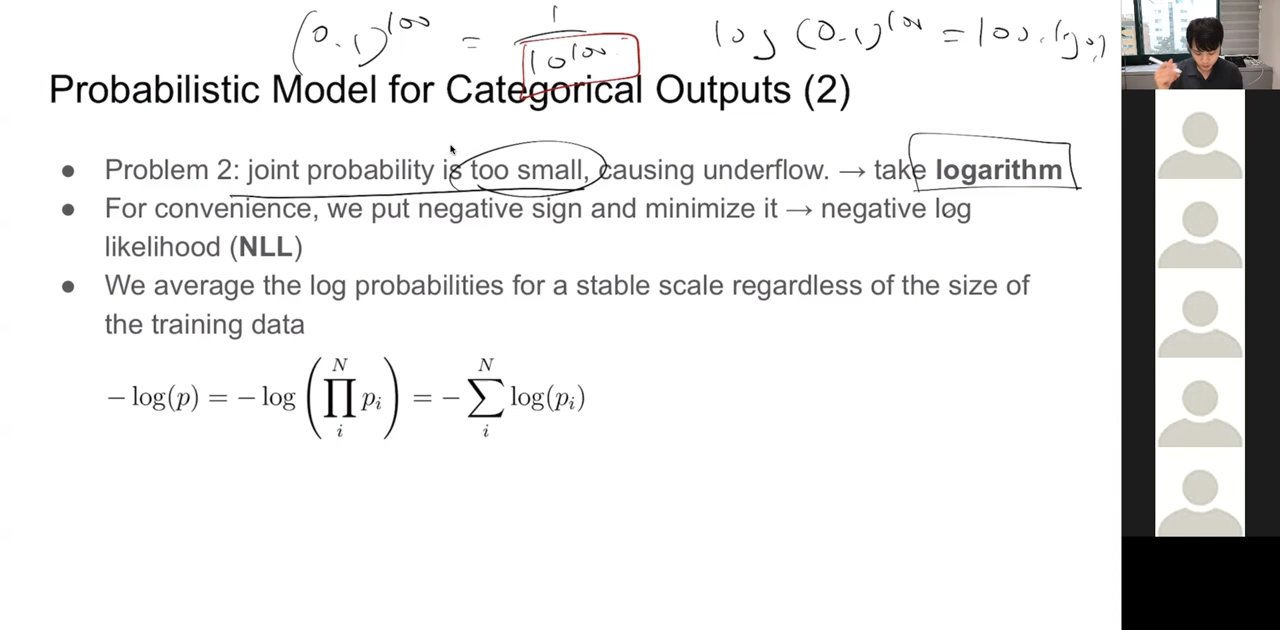 (0.1)^100 = 1/10^100 log (0.1)^100 = 100. log 0.1
Probabilistic Model for Categorical Outputs (2)
● Problem 2: joint probability is too small, causing underflow. → take logarithm
● For convenience, we put negative sign and minimize it → negative log
likelihood (NLL)
● We average the log probabilities for a stable scale regardless of the size of
the training data
− log(p) = − log (∏_i^N p_i) = − ∑_i^N log(p_i)